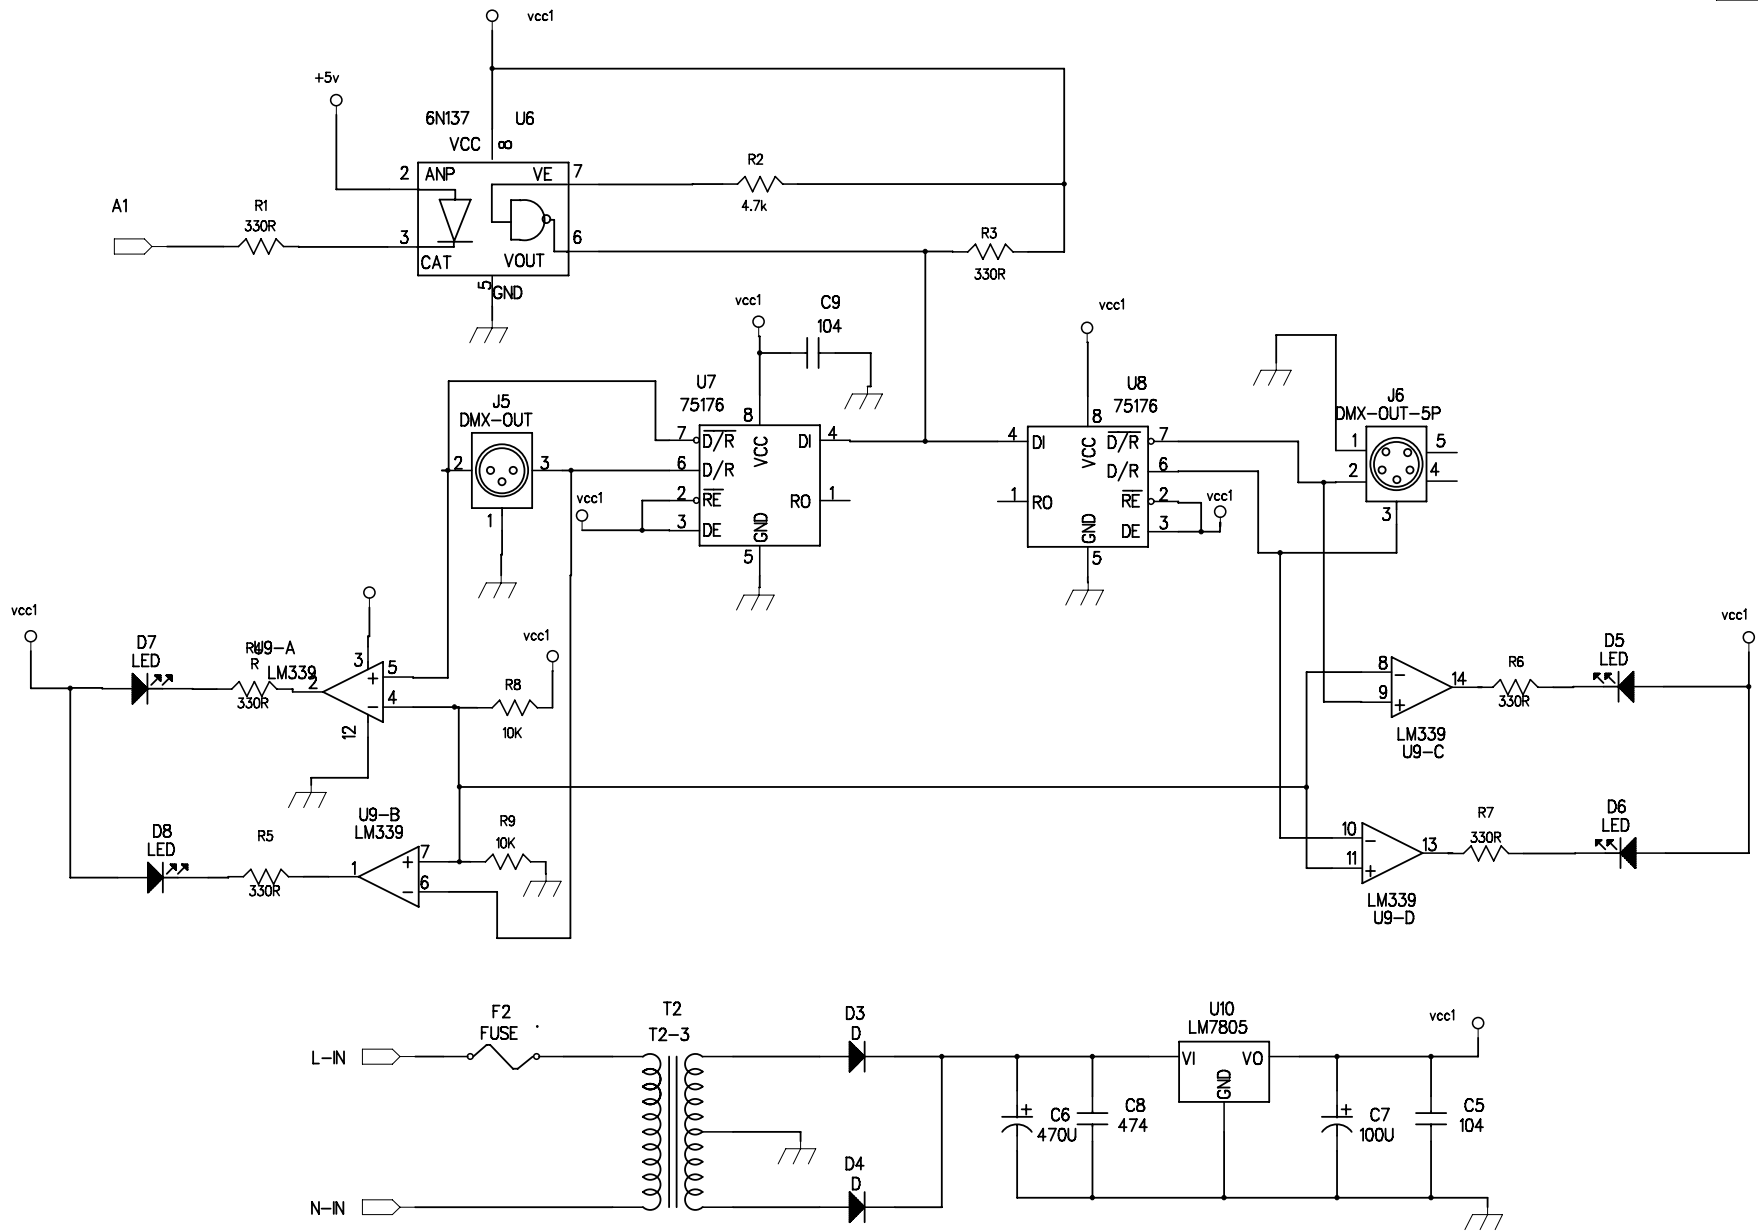 vcc1
+5v
6N137 U6
VCC 8
2 ANP VE 7
R2
4.7k
A1
R1
330R
3 CAT VOUT 6
5 GND
R3
330R
vcc1
C9
104
vcc1
U7
75176
8
7 D/R DI 4
VCC
6 D/R
2 RE RO 1
3 DE GND
5
J5
DMX-OUT
2 3
1
vcc1
U8
75176
8
4 DI D/R 7
VCC
D/R 6
1 RO RE 2
GND DE 3
5
vcc1
J6
DMX-OUT-5P
1 5
2 4
3
vcc1
D7
LED
U9-A
R
LM339
330R
2
3
+ 5
- 4
12
vcc1
R8
10K
D8
LED
R5
330R
U9-B
LM339
1
+ 7
- 6
R9
10K
vcc1
D5
LED
R6
330R
8 -
9 +
14
LM339
U9-C
D6
LED
R7
330R
10 -
11 +
13
LM339
U9-D
F2
FUSE
L-IN
N-IN
T2
T2-3
D3
D
D4
D
U10
LM7805
VI VO
GND
vcc1
+ C6
470U
C8
474
+ C7
100U
C5
104